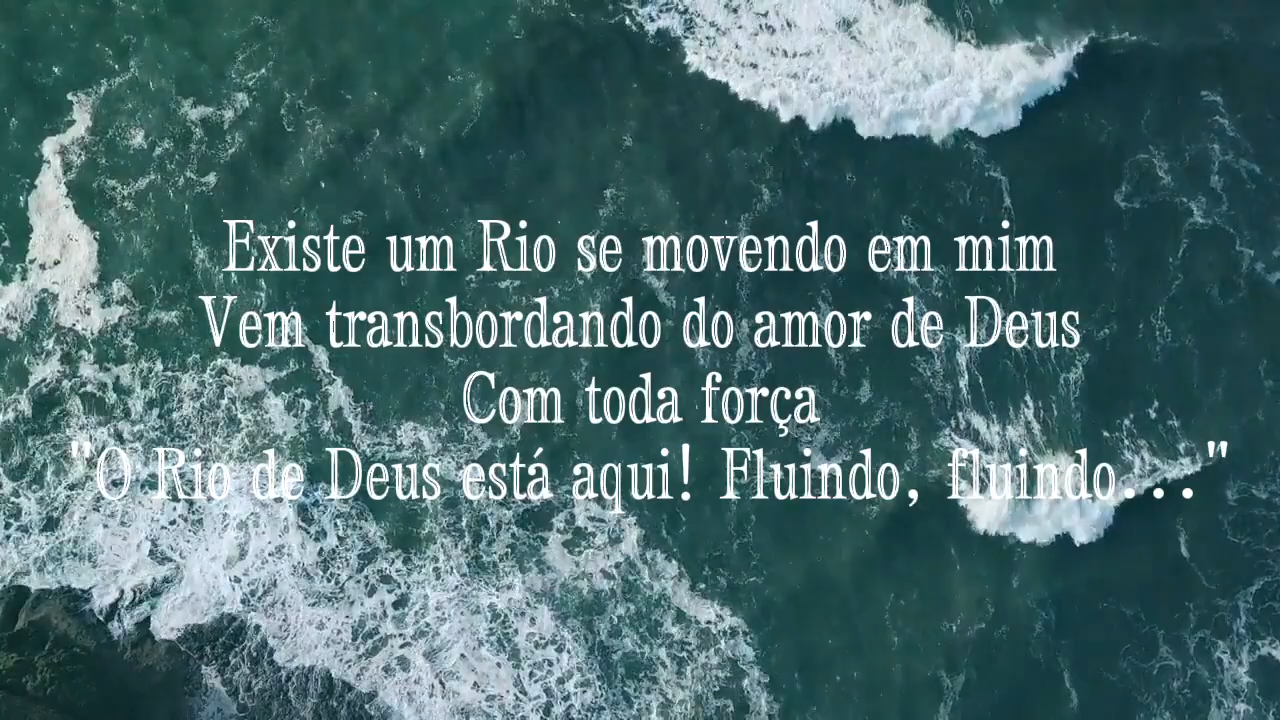 Existe um Rio se movendo em mim
Vem transbordando do amor de Deus
Com toda força
"O Rio de Deus está aqui! Fluindo, fluindo..."